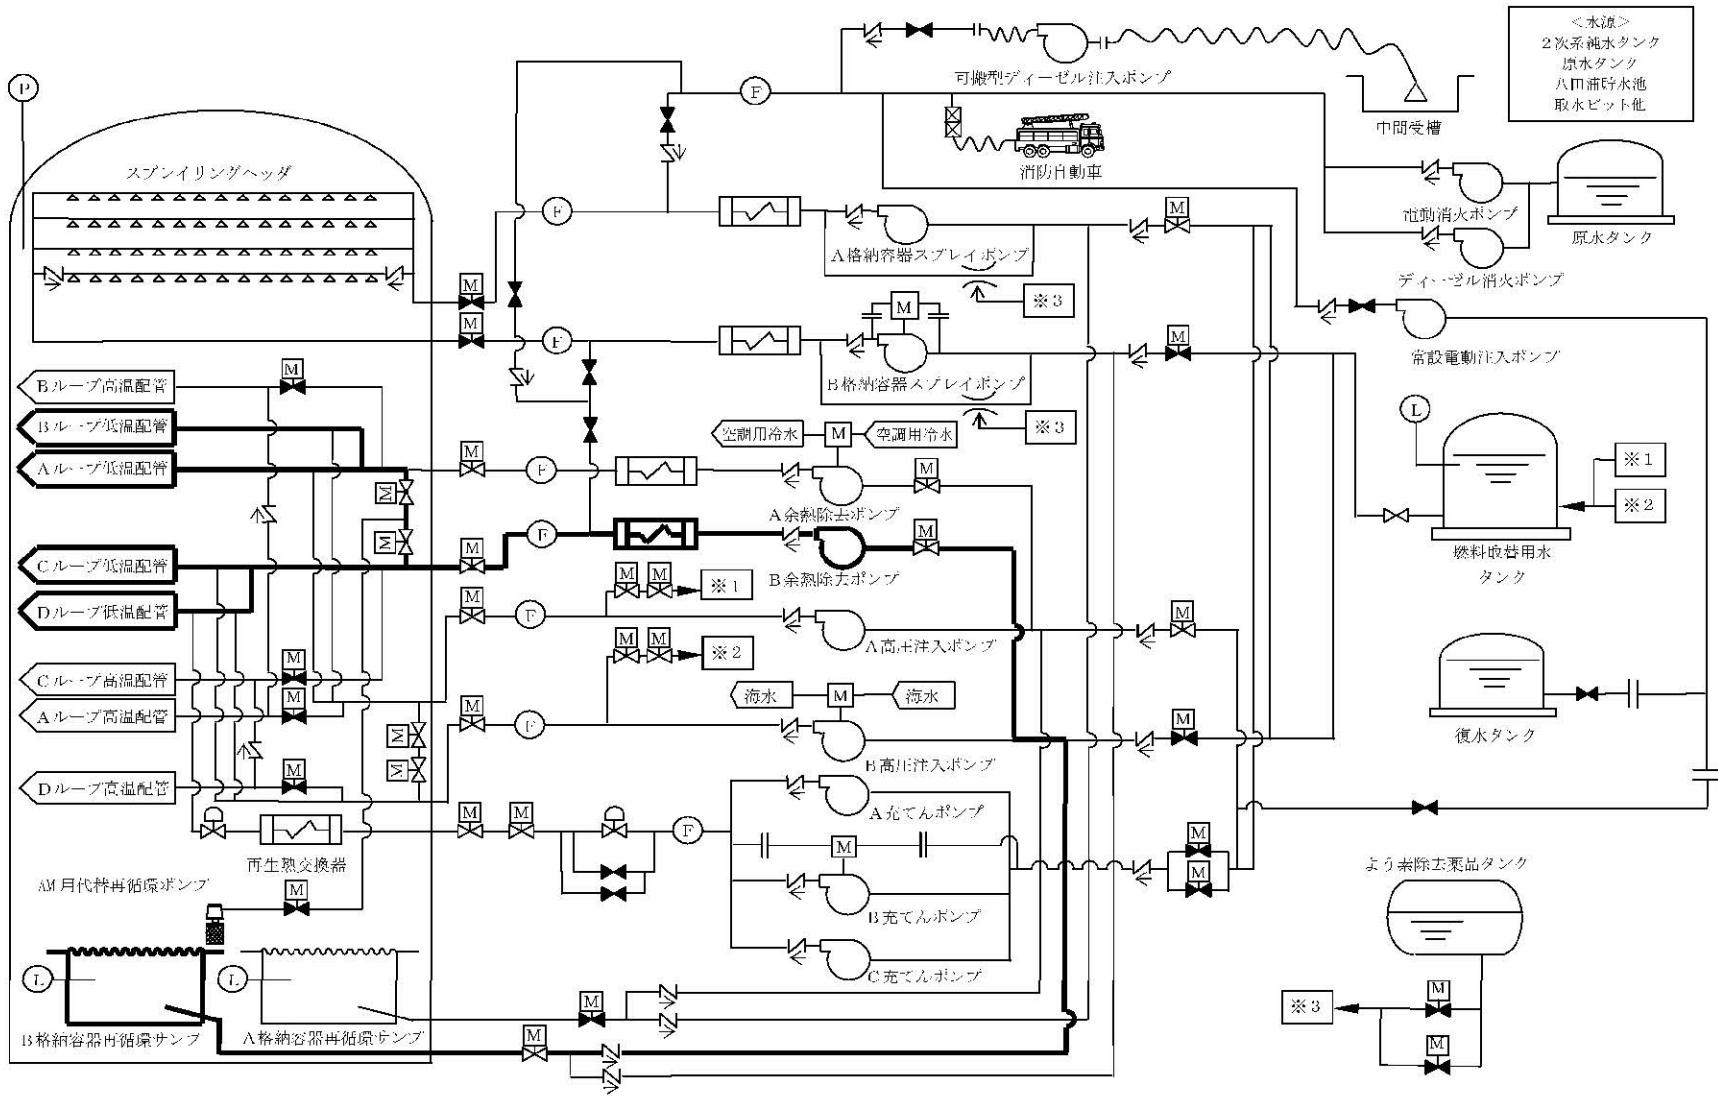 <水源>
２次系純水タンク
原水タンク
八田浦貯水池
取水ピット他
P
F
可搬型ディーゼル注入ポンプ
中間受槽
消防自動車
スプレイリングヘッダ
F
M
電動消火ポンプ
原水タンク
A格納容器スプレイポンプ
ディーゼル消火ポンプ
M
※3
M
M
F
M
常設電動注入ポンプ
Bループ高温配管
M
B格納容器スプレイポンプ
L
Bループ低温配管
空調用冷水
M
空調用冷水
※3
Aループ低温配管
M
F
M
※1
M
A余熱除去ポンプ
※2
M
M
F
M
燃料取替用水
タンク
Cループ低温配管
B余熱除去ポンプ
M
M
※1
Dループ低温配管
M
F
M
A高圧注入ポンプ
M
M
※2
Cループ高温配管
M
海水
M
海水
Aループ高温配管
M
M
F
M
復水タンク
M
B高圧注入ポンプ
M
Dループ高温配管
M
A充てんポンプ
M
M
F
M
M
再生熱交換器
よう素除去薬品タンク
AM用代替再循環ポンプ
M
M
B充てんポンプ
L
L
C充てんポンプ
M
M
※3
B格納容器再循環サンプ
A格納容器再循環サンプ
M
M